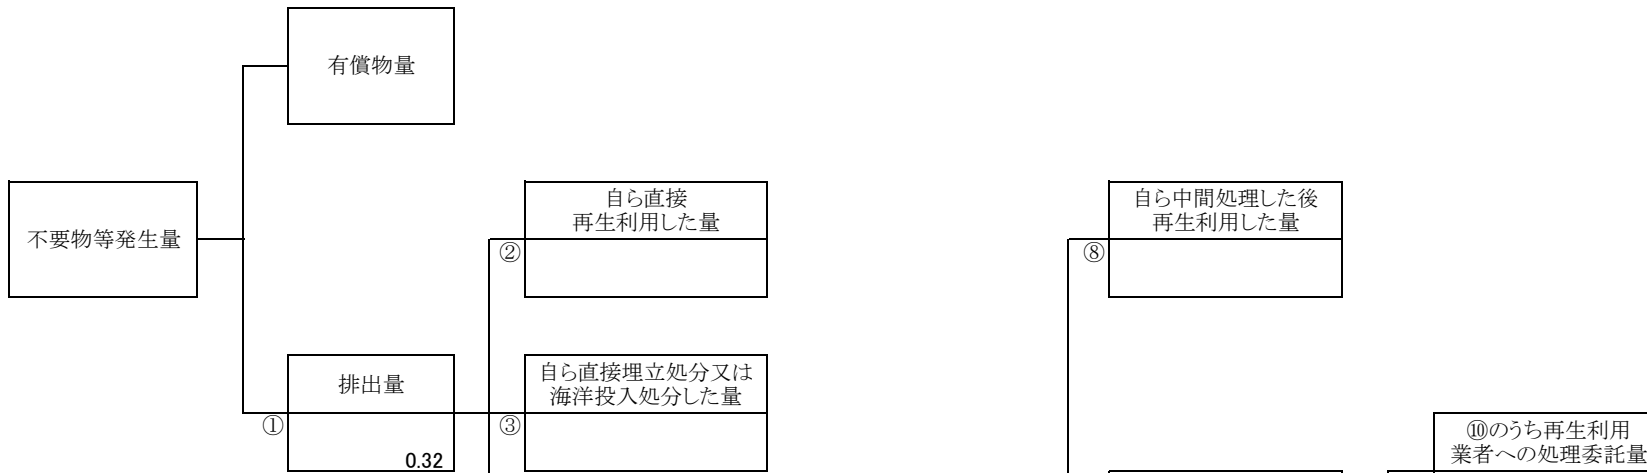 有償物量
不要物等発生量
自ら直接
再生利用した量
②
自ら中間処理した後
再生利用した量
⑧
排出量
①
0.32
自ら直接埋立処分又は
海洋投入処分した量
③
⑩のうち再生利用
業者への処理委託量